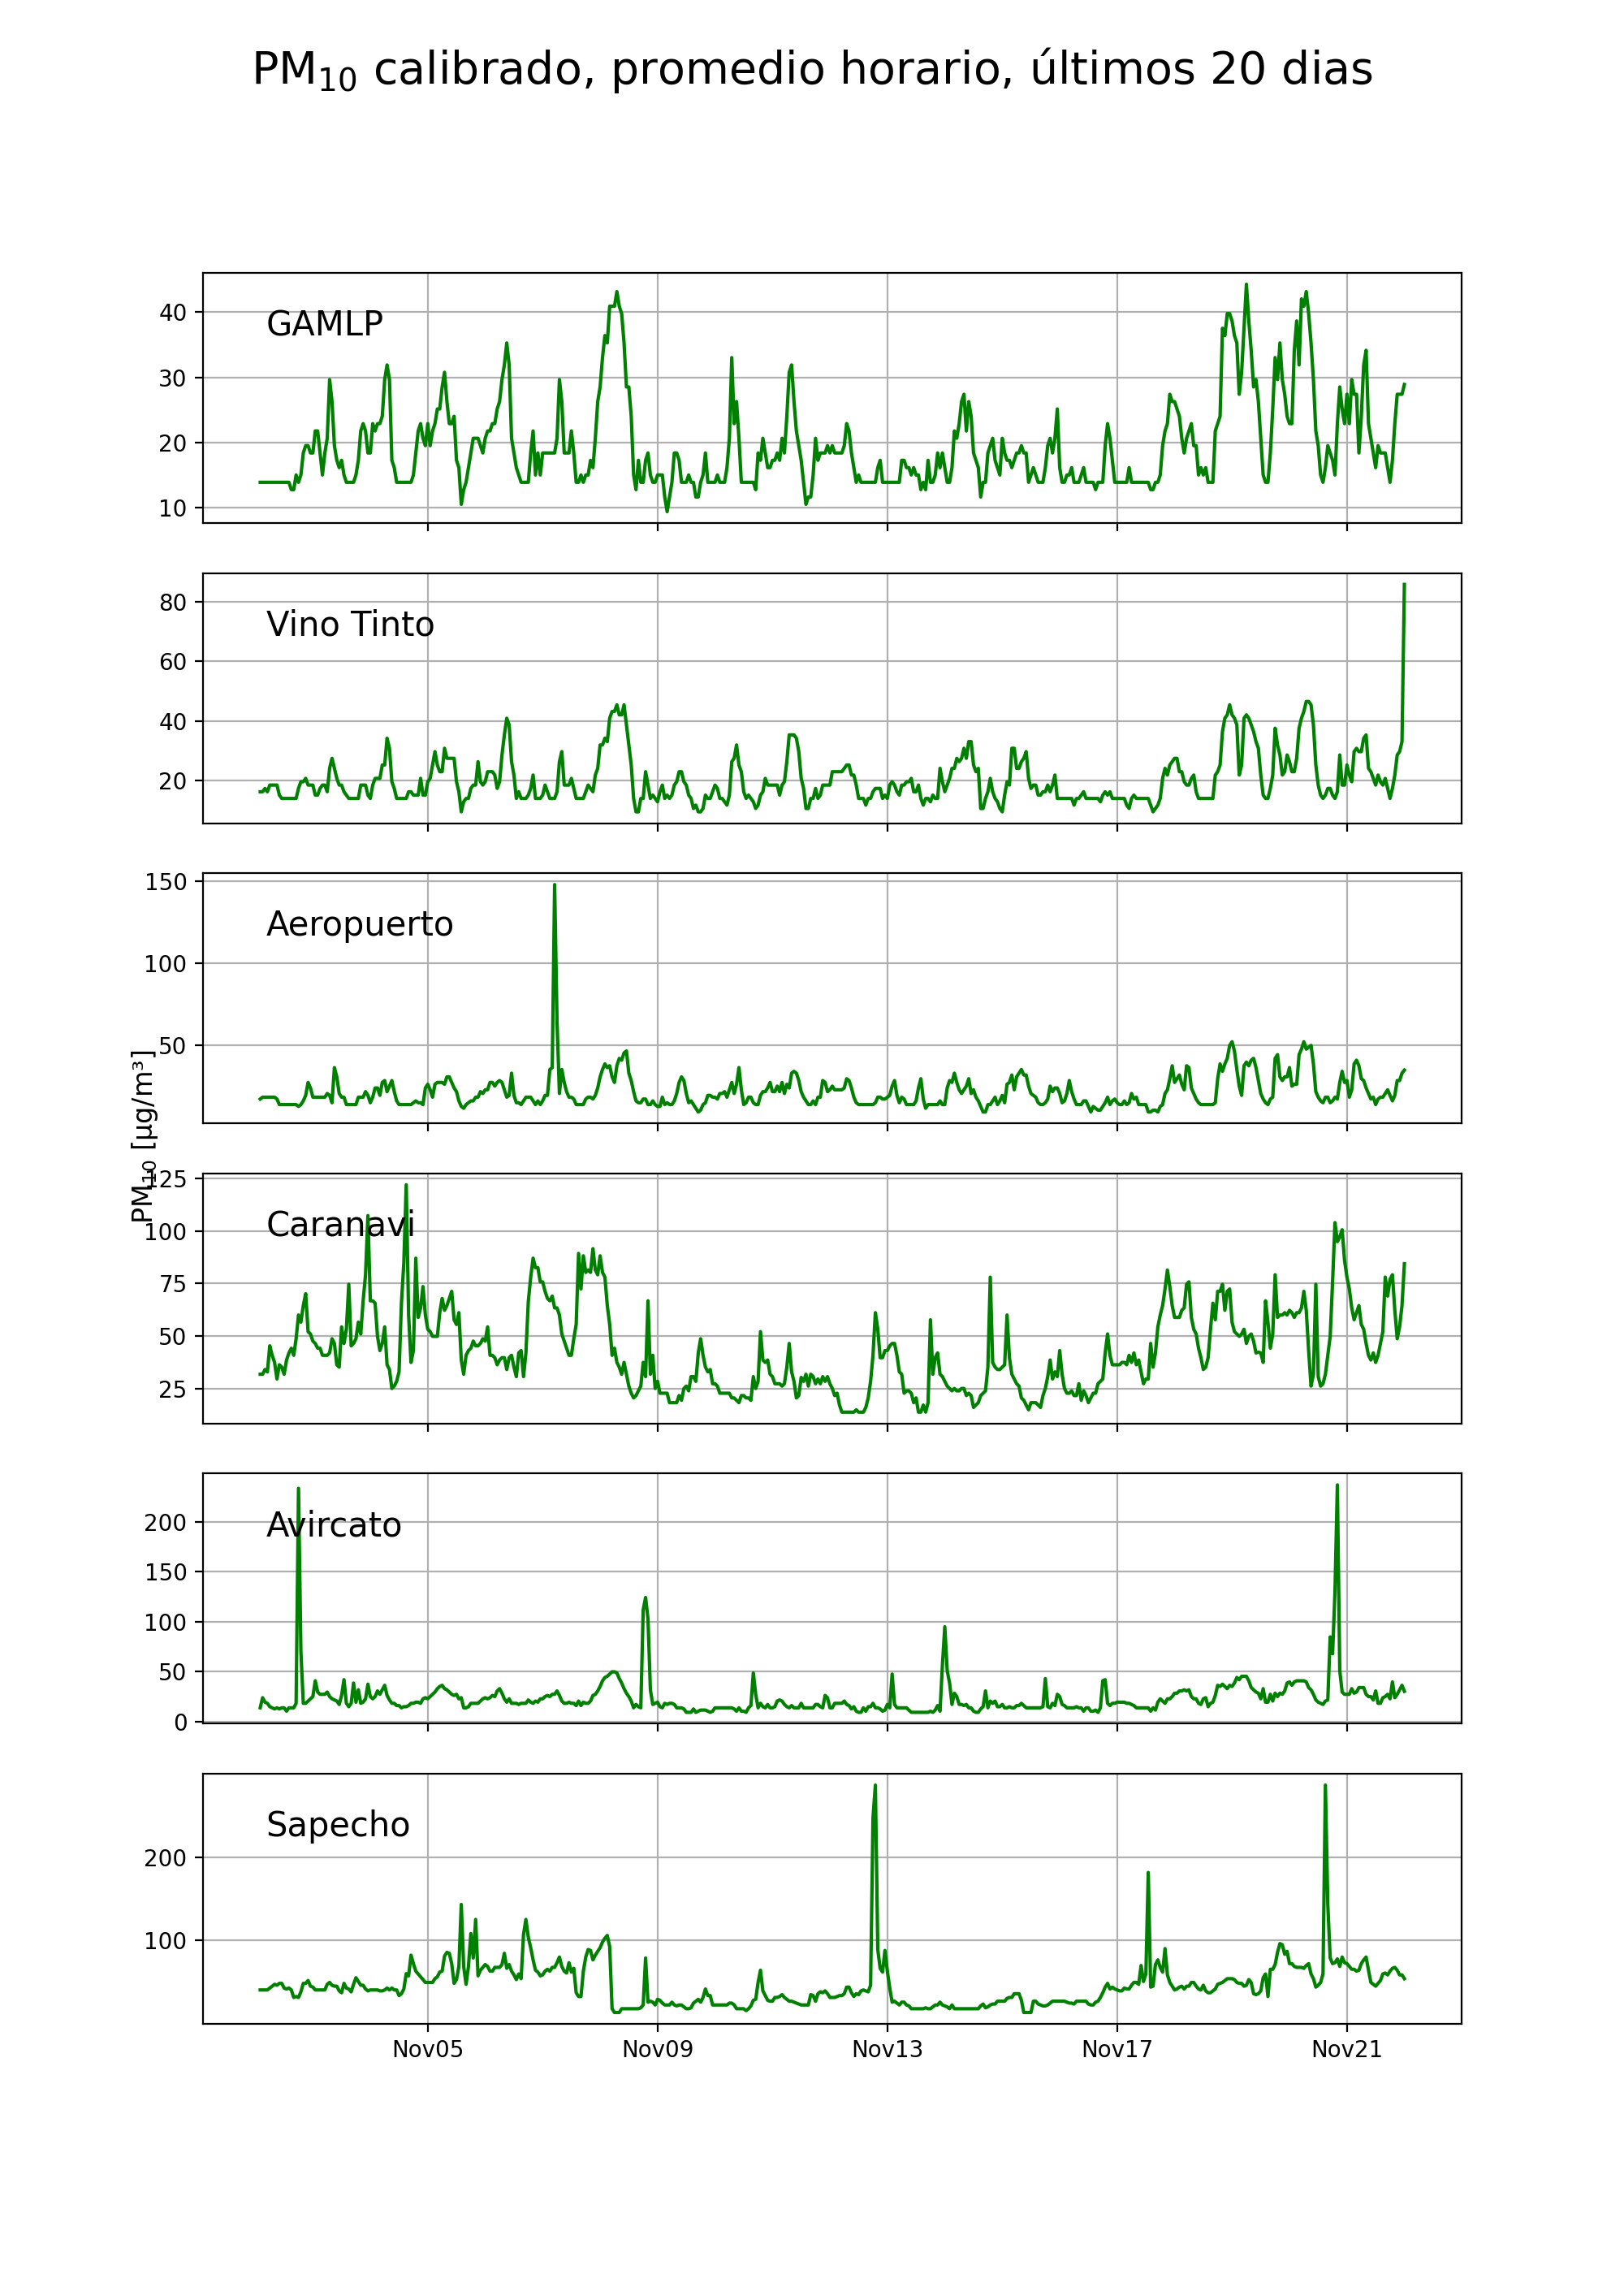 PM₁₀ calibrado, promedio horario, últimos 20 dias
GAMLP
40
30
20
10
Vino Tinto
80
60
40
20
Aeropuerto
150
100
50
PM₁₀ [µg/m³]
Caranavi
125
100
75
50
25
Avircato
200
150
100
50
0
Sapecho
200
100
Nov05 Nov09 Nov13 Nov17 Nov21